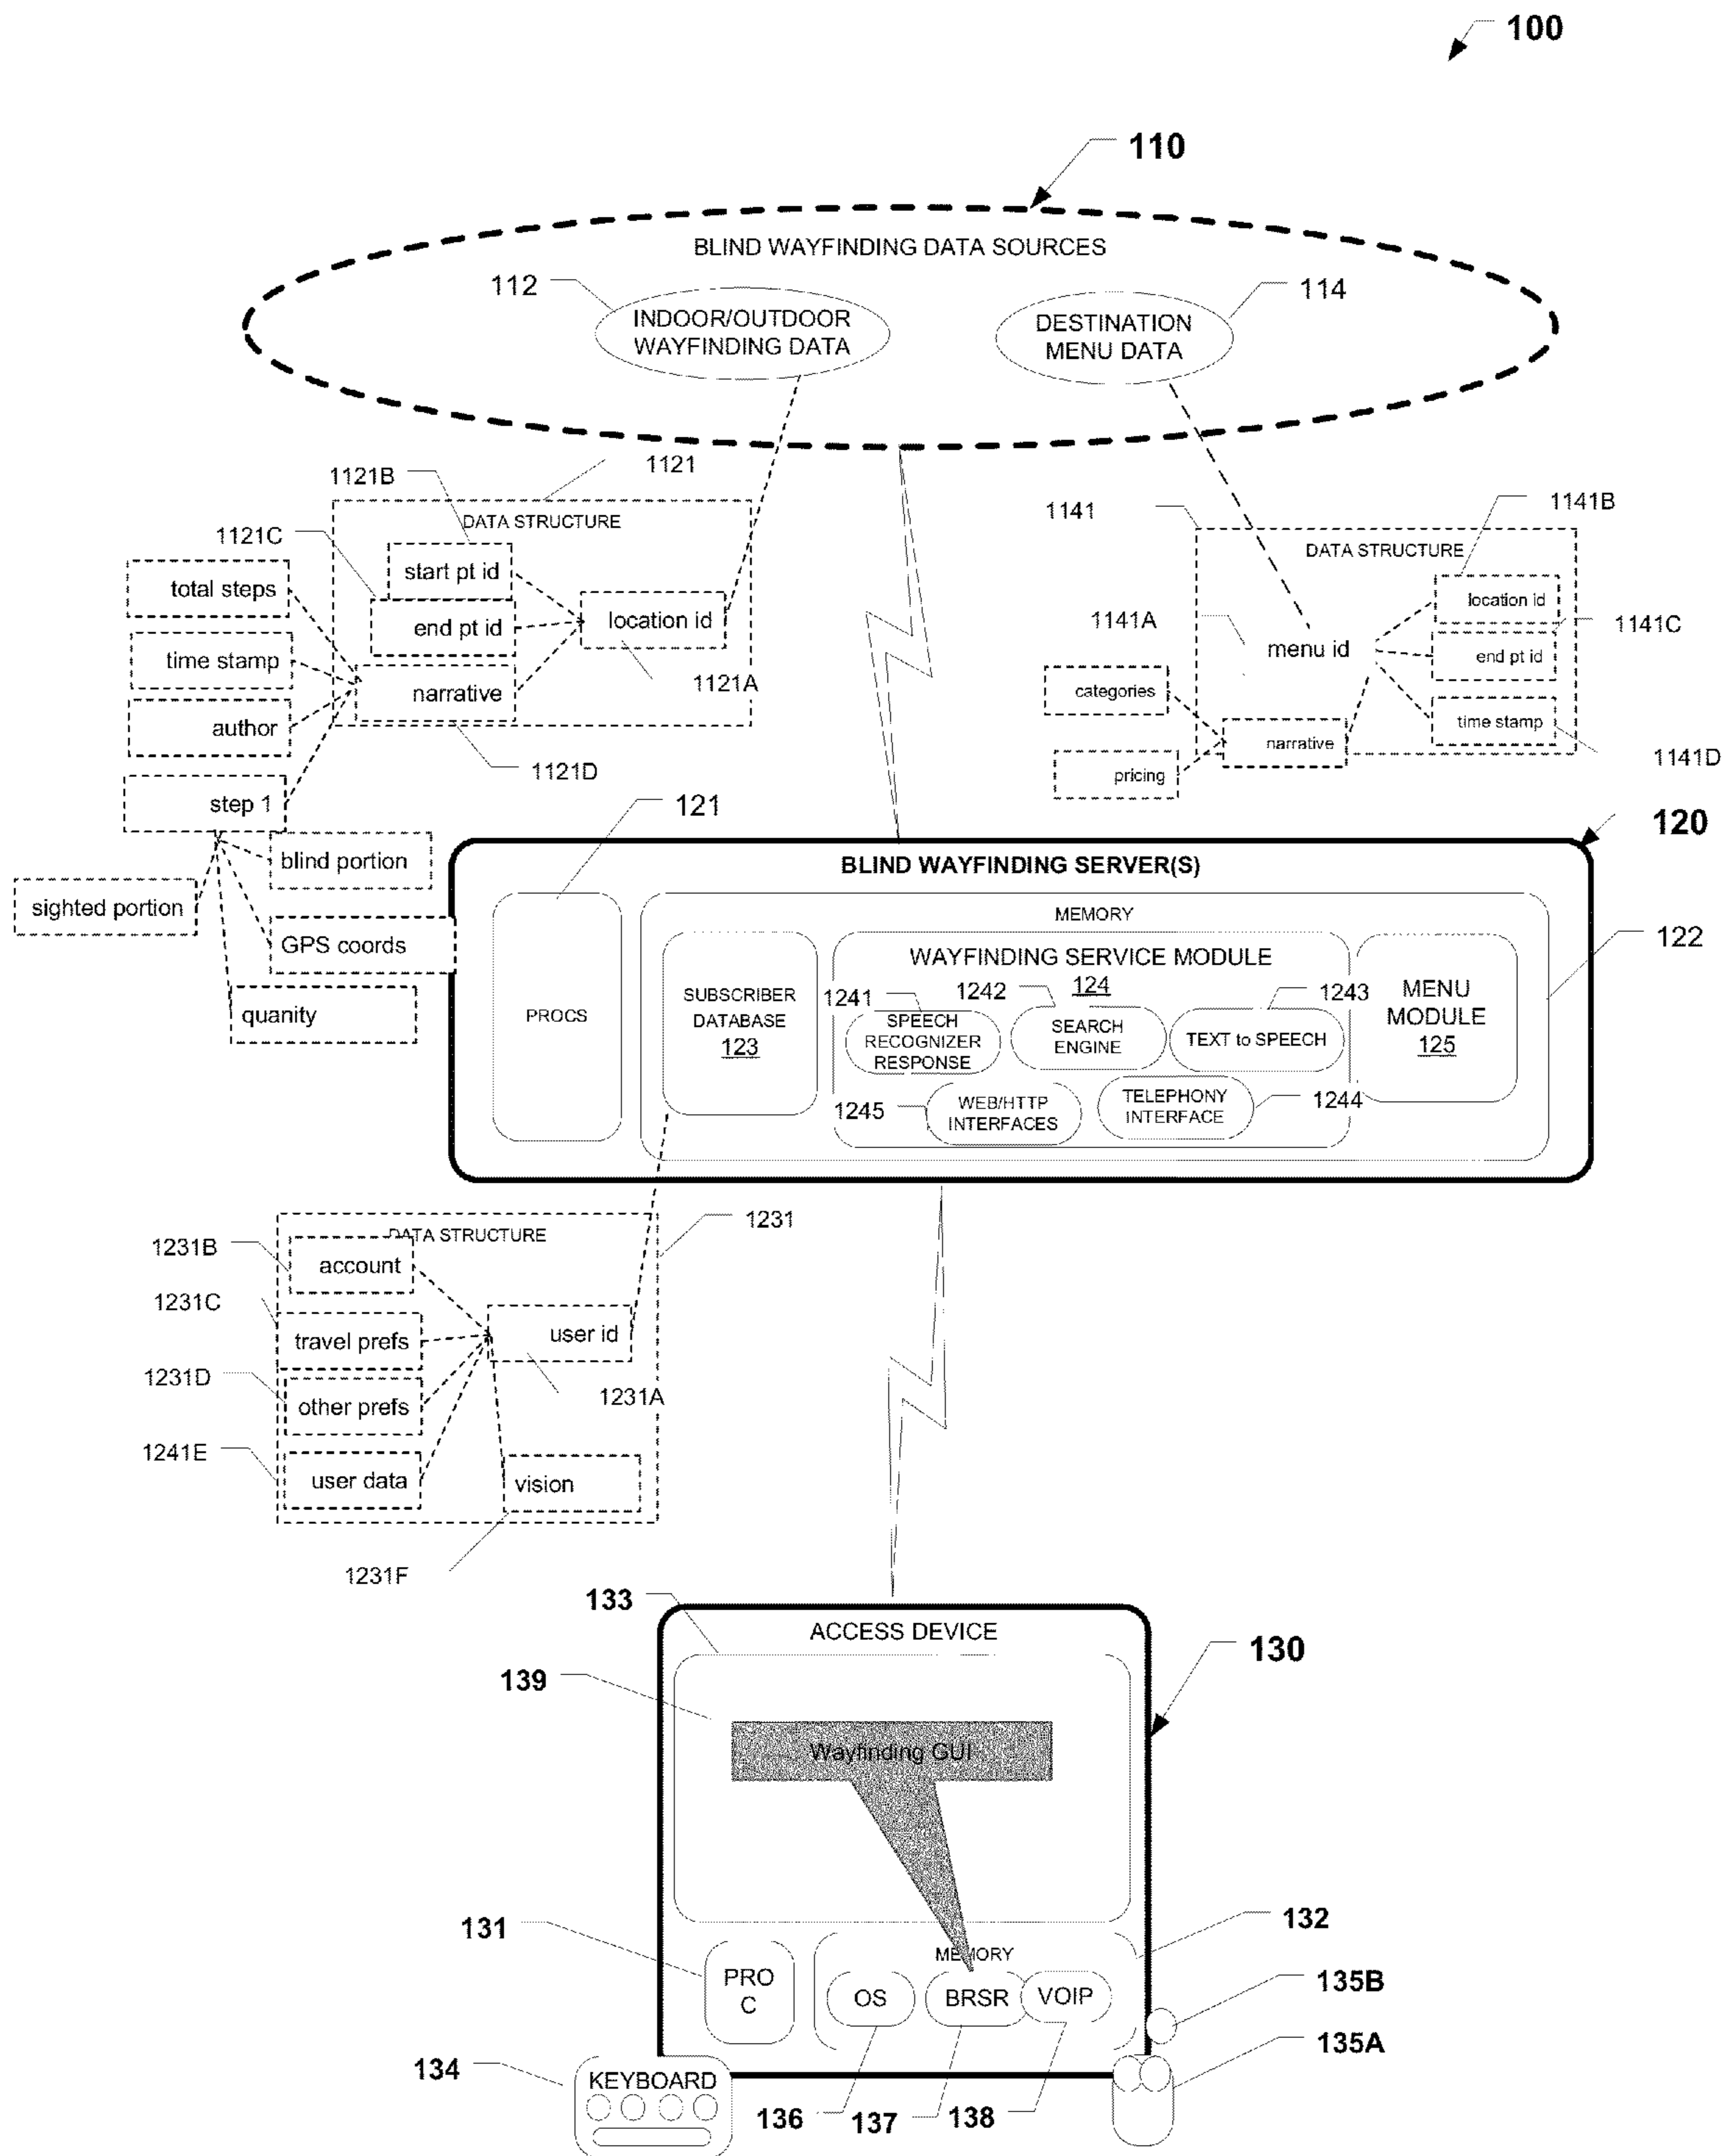 100
110
BLIND WAYFINDING DATA SOURCES
112
114
INDOOR/OUTDOOR
WAYFINDING DATA
DESTINATION
MENU DATA
1121
1121B
DATA STRUCTURE
1121C
start pt id
end pt id
location id
narrative
1121A
1121D
total steps
time stamp
author
step 1
blind portion
sighted portion
GPS coords
quanity
1141
1141B
DATA STRUCTURE
location id
1141A
menu id
1141C
end pt id
categories
time stamp
narrative
pricing
1141D
121
120
BLIND WAYFINDING SERVER(S)
MEMORY
122
PROCS
SUBSCRIBER
DATABASE
123
WAYFINDING SERVICE MODULE
124
1241
1242
1243
SPEECH
RECOGNIZER
RESPONSE
SEARCH
ENGINE
TEXT to SPEECH
1245
WEB/HTTP
INTERFACES
TELEPHONY
INTERFACE
1244
MENU
MODULE
125
1231
DATA STRUCTURE
1231B
account
1231C
travel prefs
user id
1231D
other prefs
1231A
1241E
user data
vision
1231F
133
ACCESS DEVICE
130
139
Wayfinding GUI
131
132
MEMORY
PRO
C
OS
BRSR
VOIP
135B
135A
134
KEYBOARD
136
137
138